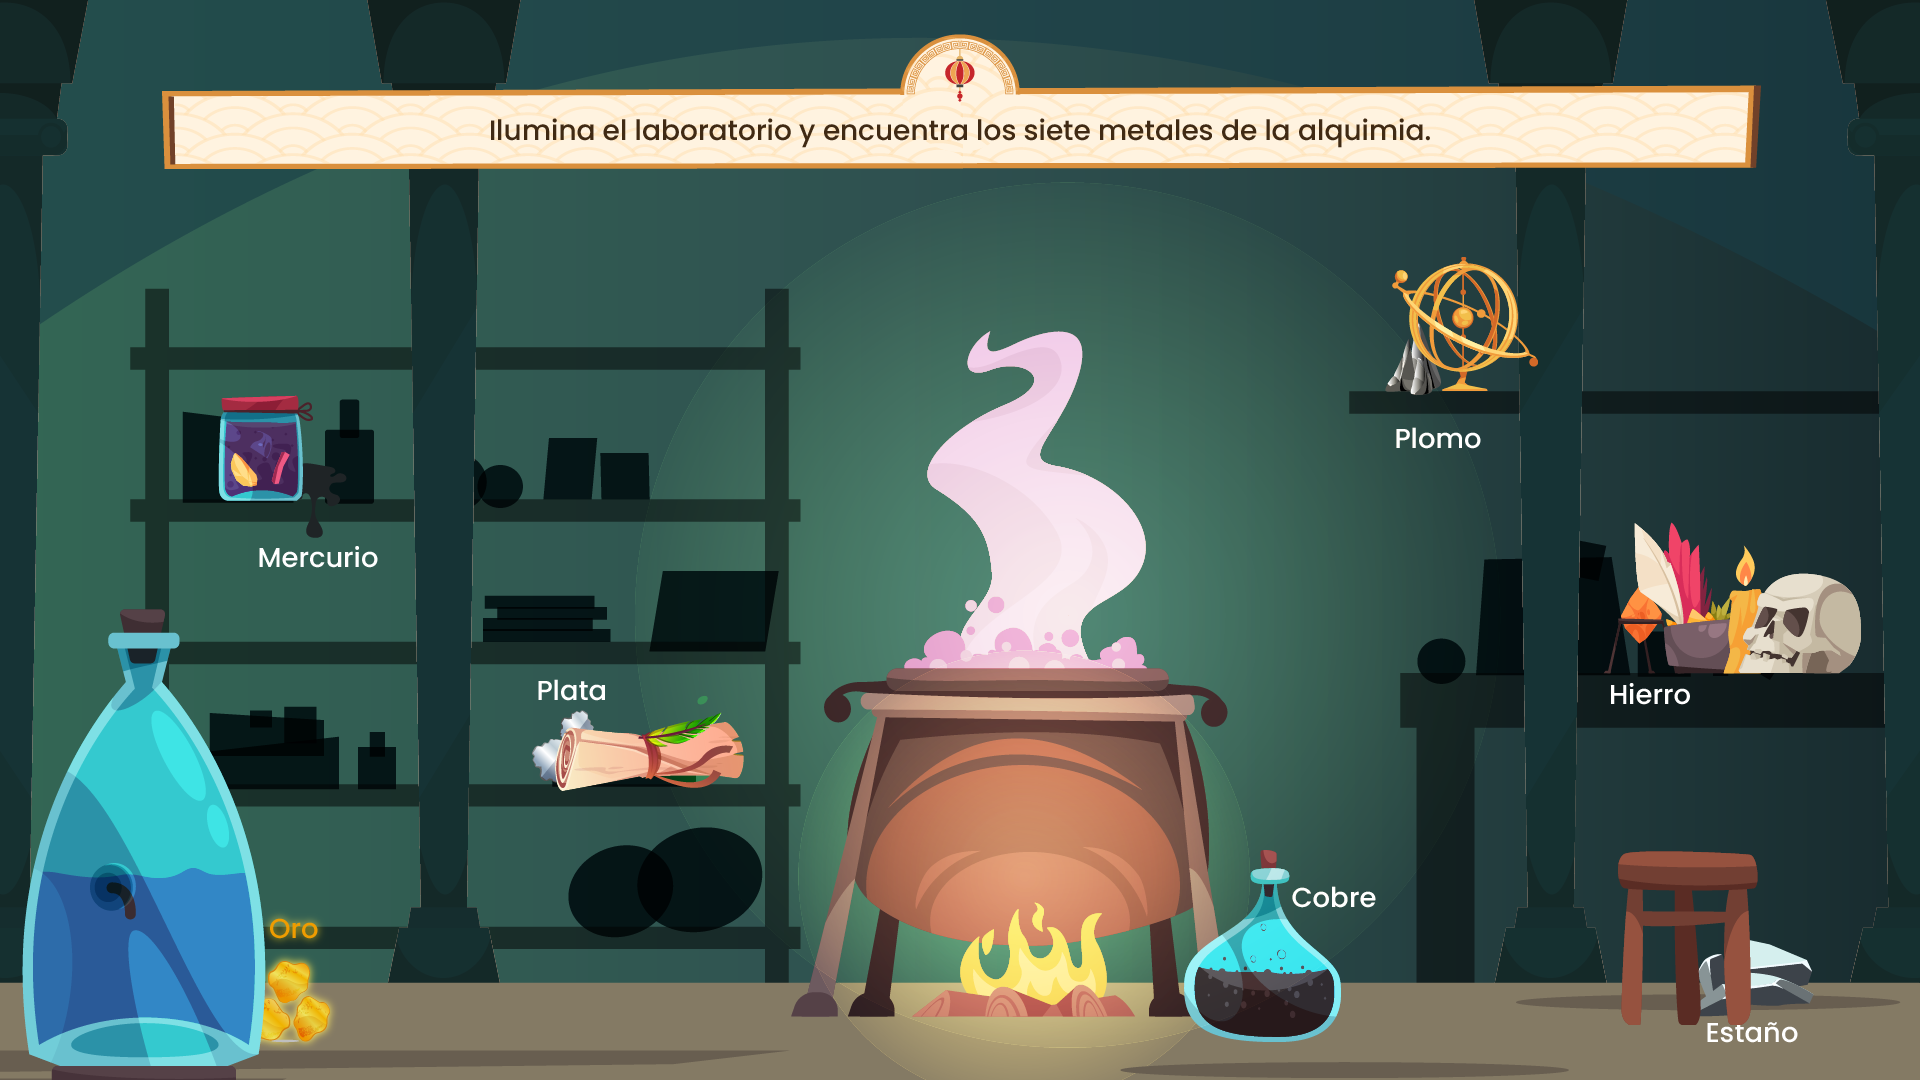 Ilumina el laboratorio y encuentra los siete metales de la alquimia.
Plomo
Mercurio
Plata
Hierro
Cobre
Oro
Estaño